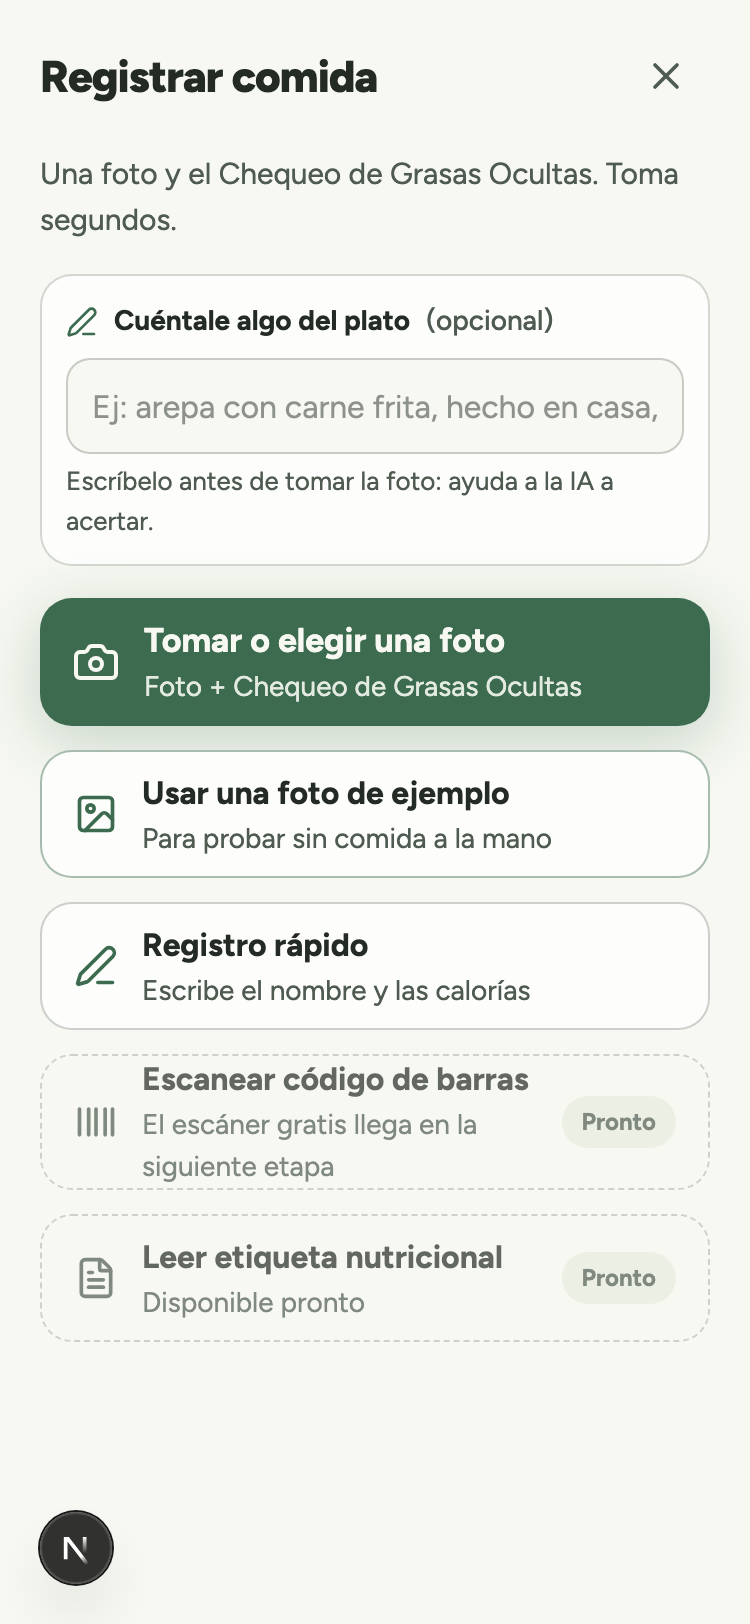 Registrar comida
Una foto y el Chequeo de Grasas Ocultas. Toma
segundos.
Cuéntale algo del plato (opcional)
Ej: arepa con carne frita, hecho en casa,
Escríbelo antes de tomar la foto: ayuda a la IA a
acertar.
Tomar o elegir una foto
Foto + Chequeo de Grasas Ocultas
Usar una foto de ejemplo
Para probar sin comida a la mano
Registro rápido
Escribe el nombre y las calorías
Escanear código de barras
El escáner gratis llega en la
siguiente etapa
Pronto
Leer etiqueta nutricional
Disponible pronto
Pronto
N